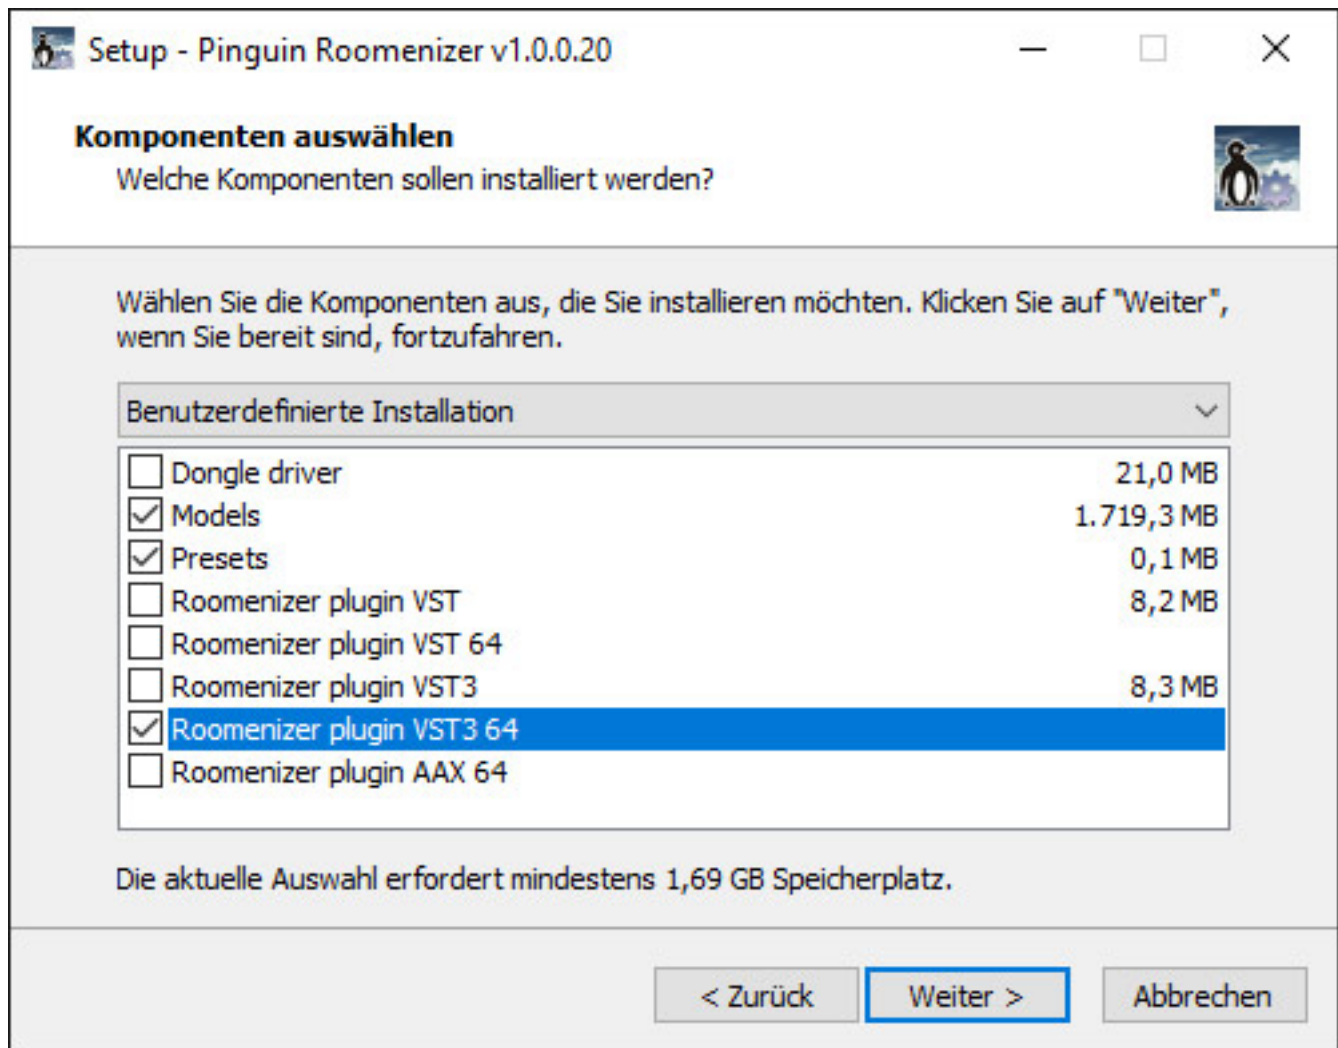 Setup - Pinguin Roomenizer v1.0.0.20
Komponenten auswählen
Welche Komponenten sollen installiert werden?
Wählen Sie die Komponenten aus, die Sie installieren möchten. Klicken Sie auf "Weiter",
wenn Sie bereit sind, fortzufahren.
Benutzerdefinierte Installation
Dongle driver 21,0 MB
Models 1.719,3 MB
Presets 0,1 MB
Roomenizer plugin VST 8,2 MB
Roomenizer plugin VST 64
Roomenizer plugin VST3 8,3 MB
Roomenizer plugin VST3 64
Roomenizer plugin AAX 64
Die aktuelle Auswahl erfordert mindestens 1,69 GB Speicherplatz.
< Zurück Weiter > Abbrechen